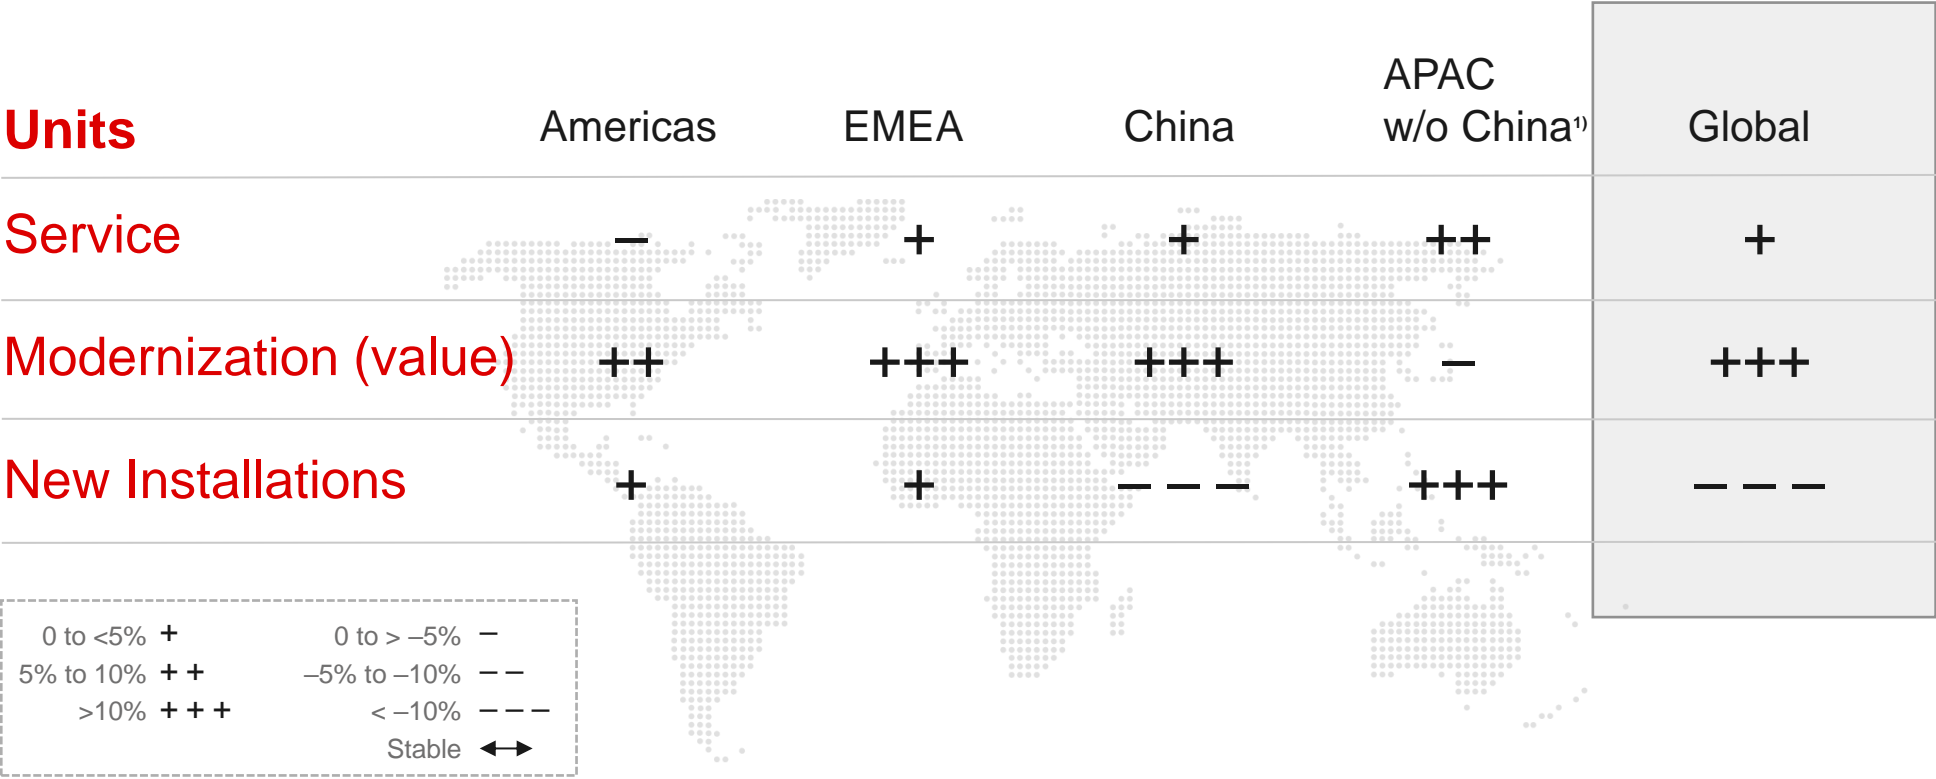 APAC
Units Americas EMEA China w/o China¹⁾ Global
Service – + + ++ +
Modernization (value) ++ +++ +++ – +++
New Installations + + – – – +++ – – –
0 to <5% + 0 to > –5% –
5% to 10% + + –5% to –10% – –
>10% + + + < –10% – – –
Stable ↔